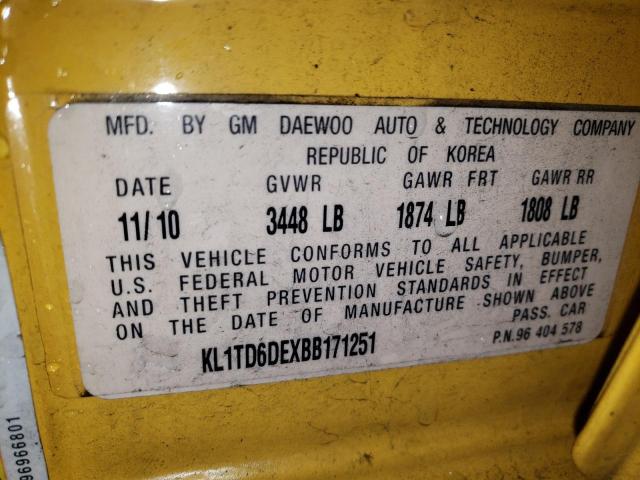 MFD. BY GM DAEWOO AUTO & TECHNOLOGY COMPANY
REPUBLIC OF KOREA
DATE GVWR GAWR FRT GAWR RR
11/10 3448 LB 1874 LB 1808 LB
THIS VEHICLE CONFORMS TO ALL APPLICABLE
U.S. FEDERAL MOTOR VEHICLE SAFETY, BUMPER,
AND THEFT PREVENTION STANDARDS IN EFFECT
ON THE DATE OF MANUFACTURE SHOWN ABOVE
PASS. CAR
KL1TD6DEXBB171251
P.N.96 404 578
96966801